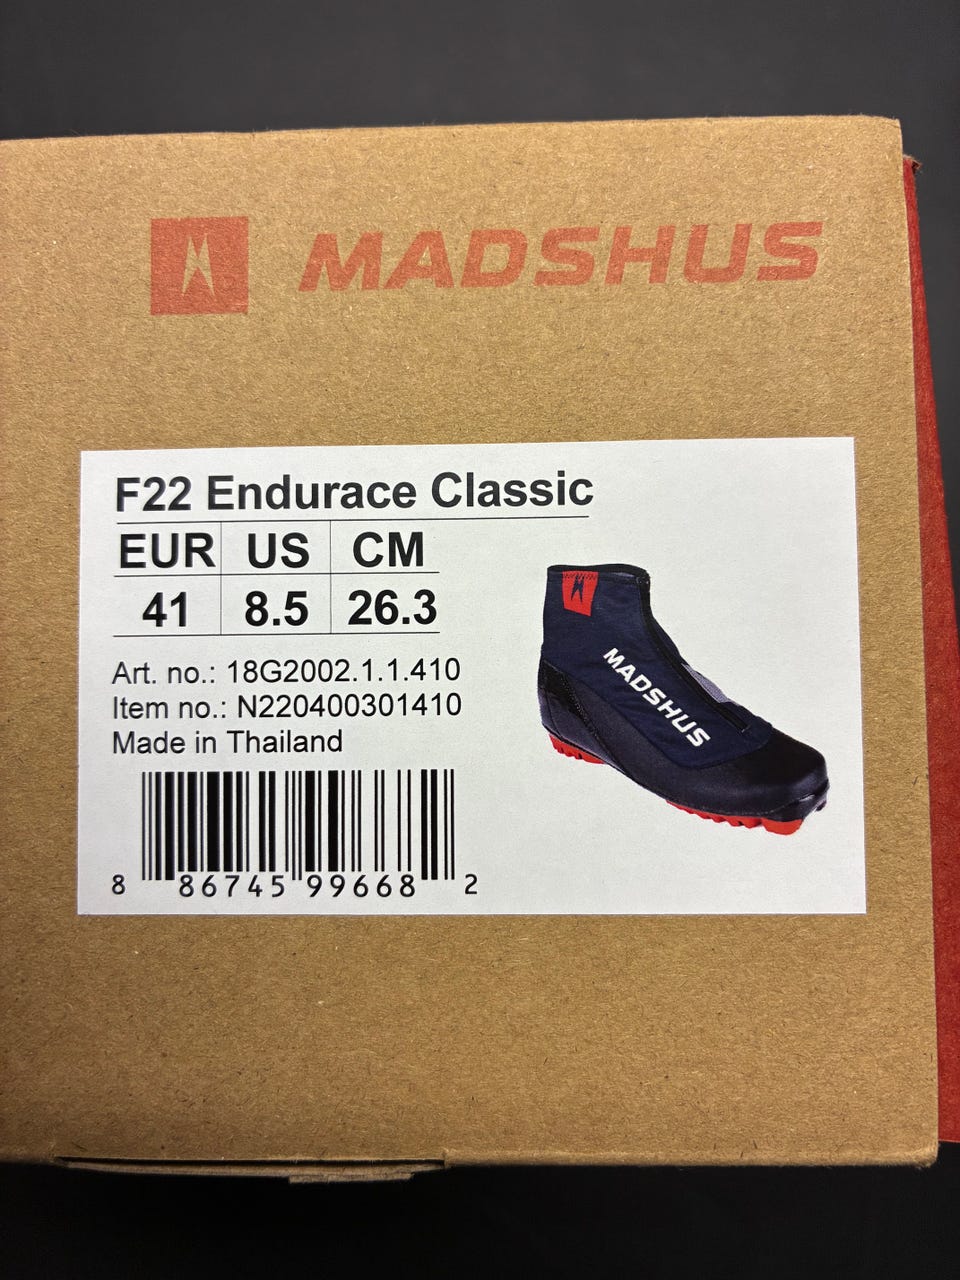 MADSHUS
F22 Endurace Classic
EUR US CM
41 8.5 26.3
Art. no.: 18G2002.1.1.410
Item no.: N220400301410
Made in Thailand
8 86745 99668 2
MADSHUS